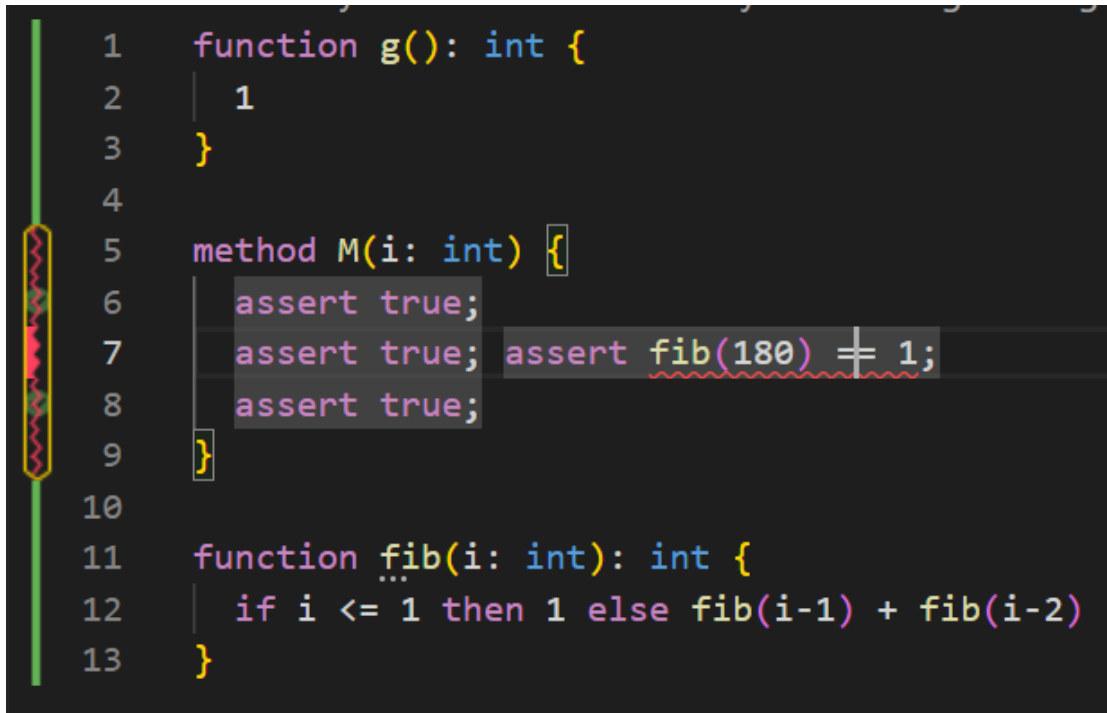 1 function g(): int {
2 1
3 }
4
5 method M(i: int) {
6 assert true;
7 assert true; assert fib(180) == 1;
8 assert true;
9 }
10
11 function fib(i: int): int {
12 if i <= 1 then 1 else fib(i-1) + fib(i-2)
13 }